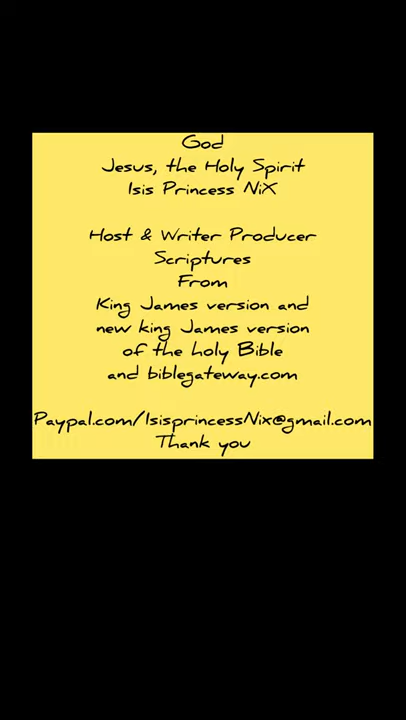 God
Jesus, the Holy Spirit
Isis Princess NiX
Host & Writer Producer
Scriptures
From
King James version and
new king James version
of the holy Bible
and biblegateway.com
Paypal.com/IsisprincessNix@gmail.com
Thank you